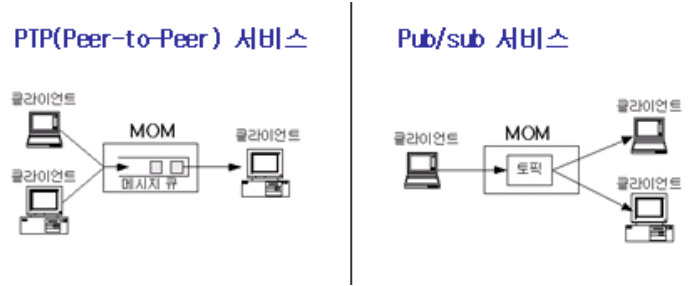 PTP(Peer-to-Peer) 서비스
클라이언트
MOM
클라이언트
클라이언트
메시지 큐
Pub/sub 서비스
클라이언트
클라이언트
MOM
토픽
클라이언트